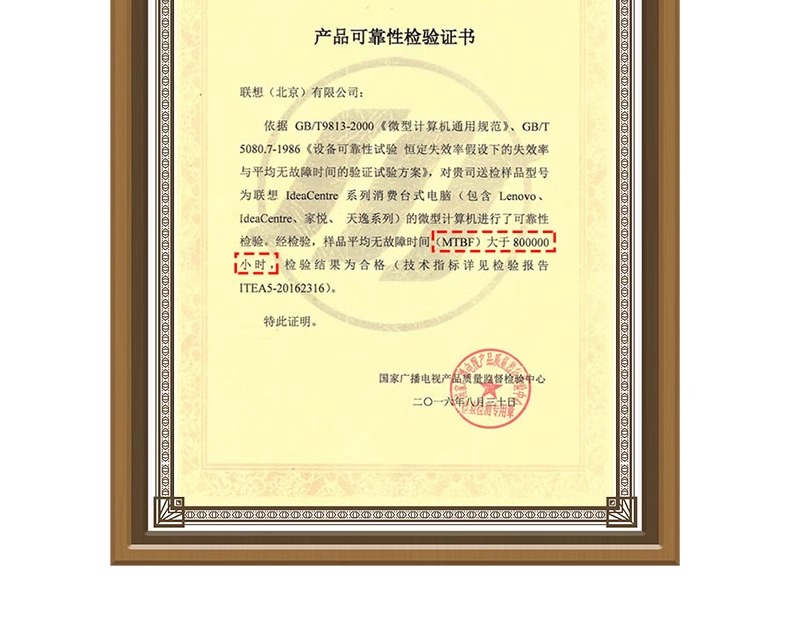 产品可靠性检验证书
联想（北京）有限公司：
依据 GB/T9813-2000《微型计算机通用规范》、GB/T
5080.7-1986《设备可靠性试验 恒定失效率假设下的失效率
与平均无故障时间的验证试验方案》，对贵司送检样品型号
为联想 IdeaCentre 系列消费台式电脑（包含 Lenovo、
IdeaCentre、家悦、 天逸系列）的微型计算机进行了可靠性
检验。经检验，样品平均无故障时间（MTBF）大于 800000
小时，检验结果为合格（技术指标详见检验报告
ITEA5-20162316）。
特此证明。
国家广播电视产品质量监督检验中心
二〇一六年八月三十日